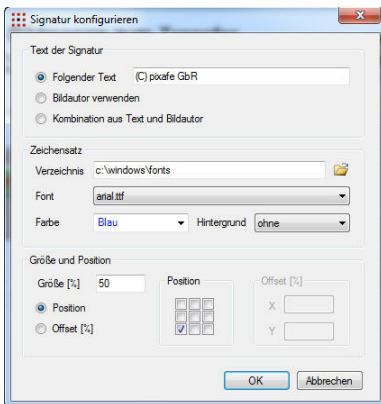 Signatur konfigurieren
Text der Signatur
Folgender Text (C) pixafe GbR
Bildautor verwenden
Kombination aus Text und Bildautor
Zeichensatz
Verzeichnis c:\windows\fonts
Font arial.ttf
Farbe Blau Hintergrund ohne
Größe und Position
Größe [%] 50 Position Offset [%]
Position X
Offset [%] Y
OK Abbrechen